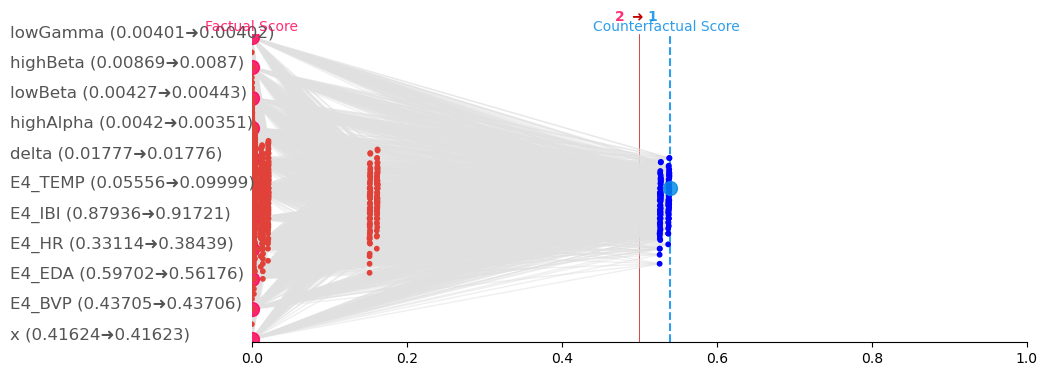 2 → 1
Factual Score
Counterfactual Score
lowGamma (0.00401→0.00402)
highBeta (0.00869→0.0087)
lowBeta (0.00427→0.00443)
highAlpha (0.0042→0.00351)
delta (0.01777→0.01776)
E4_TEMP (0.05556→0.09999)
E4_IBI (0.87936→0.91721)
E4_HR (0.33114→0.38439)
E4_EDA (0.59702→0.56176)
E4_BVP (0.43705→0.43706)
x (0.41624→0.41623)
0.0 0.2 0.4 0.6 0.8 1.0